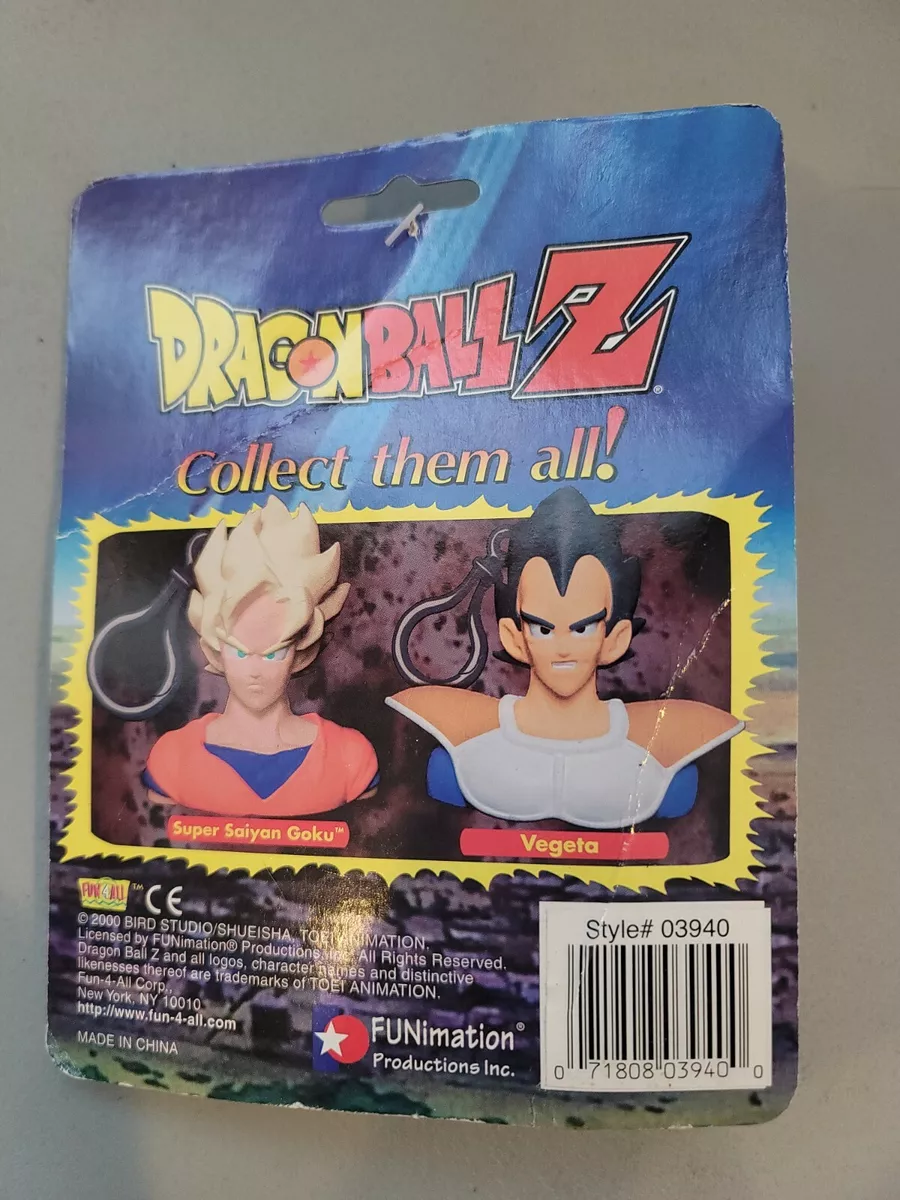 DRAGON BALL Z®
Collect them all!
Super Saiyan Goku™
Vegeta
FUN 4 ALL ™ CE
© 2000 BIRD STUDIO/SHUEISHA, TOEI ANIMATION.
Licensed by FUNimation® Productions, Inc. All Rights Reserved.
Dragon Ball Z and all logos, character names and distinctive
likenesses thereof are trademarks of TOEI ANIMATION.
Fun-4-All Corp.,
New York, NY 10010
http://www.fun-4-all.com
MADE IN CHINA
FUNimation®
Productions Inc.
Style# 03940
0 71808 03940 0